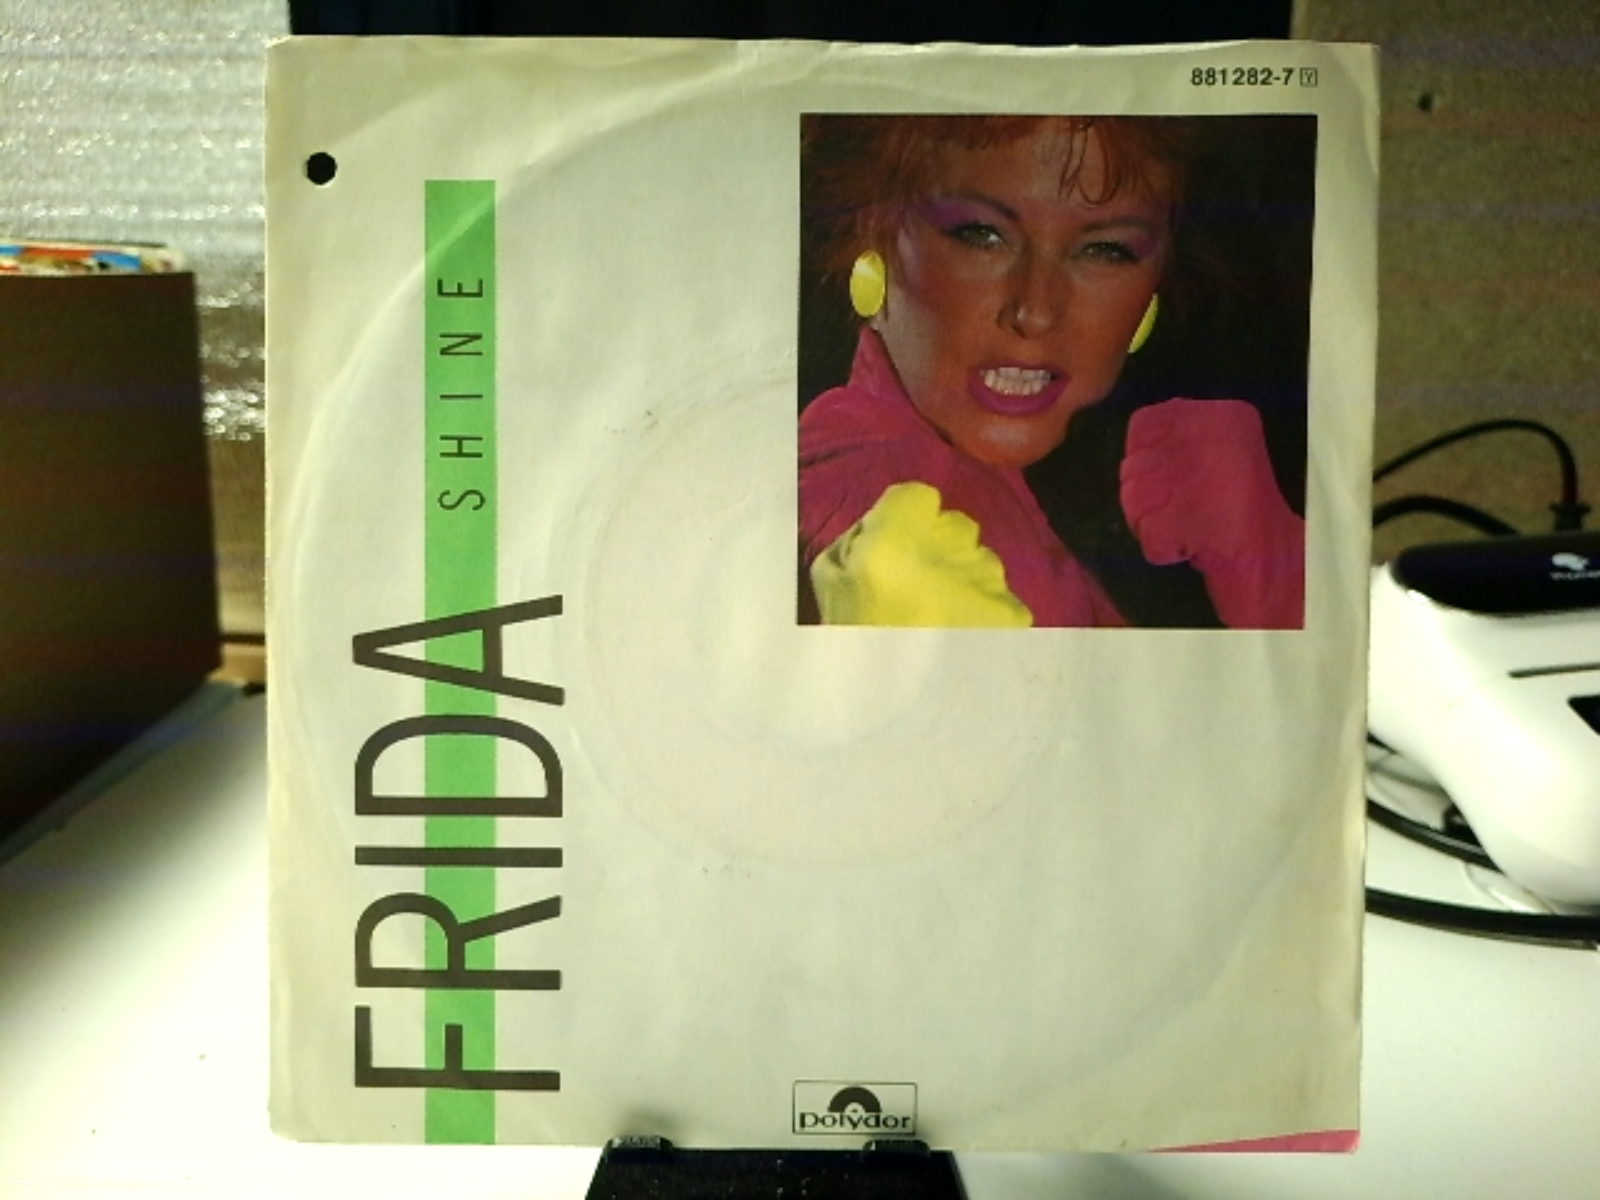 881 282-7 Y
SHINE
FRIDA
polydor